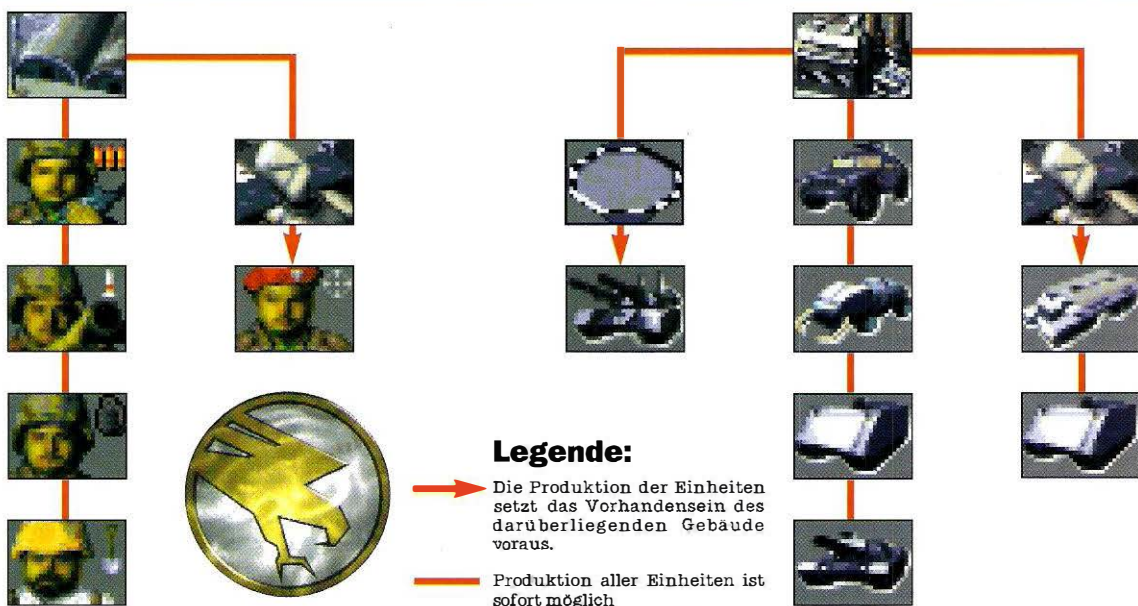 Legende:
Die Produktion der Einheiten
setzt das Vorhandensein des
darüberliegenden Gebäude
voraus.
Produktion aller Einheiten ist
sofort möglich